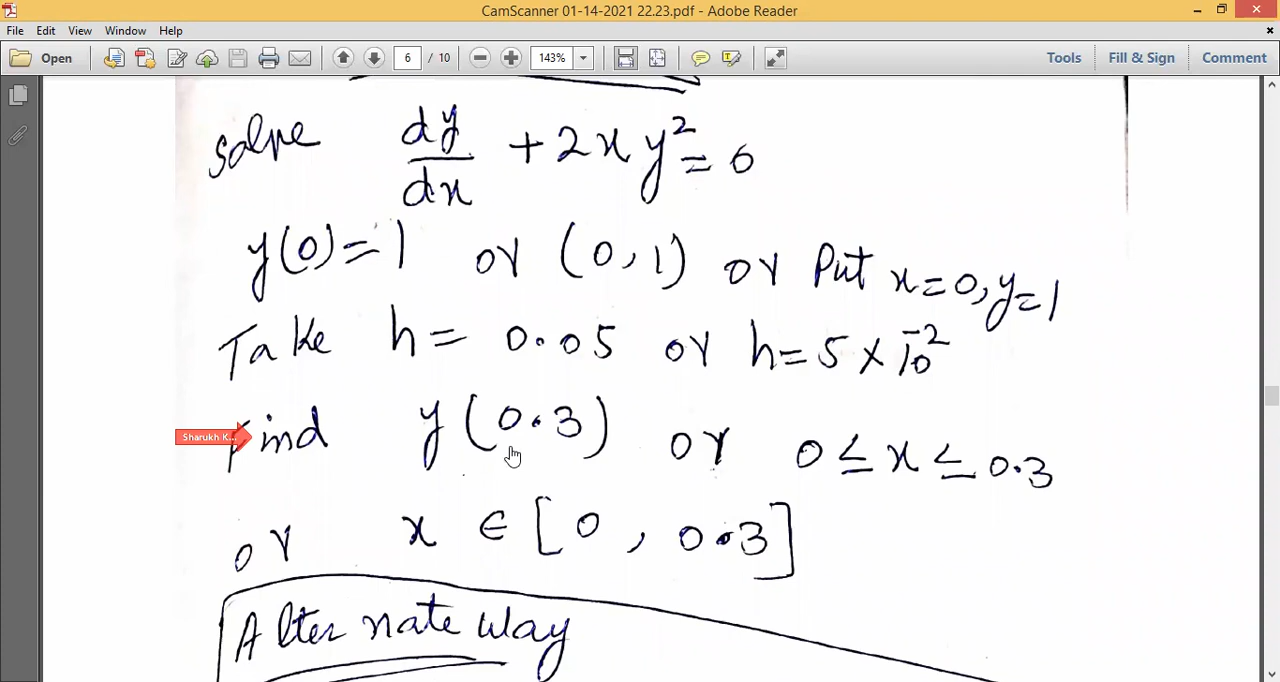 CamScanner 01-14-2021 22.23.pdf - Adobe Reader
File Edit View Window Help
Open 6 / 10 143% Tools Fill & Sign Comment
Solve dy/dx + 2xy² = 0
y(0) = 1 or (0, 1) or Put x = 0, y = 1
Take h = 0.05 or h = 5 × 10⁻²
Find y(0.3) or 0 ≤ x ≤ 0.3
Sharukh K...
or x ∈ [0, 0.3]
Alternate way